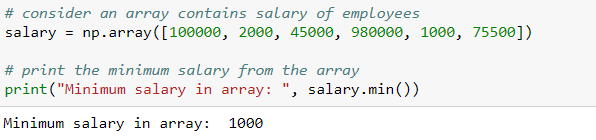 # consider an array contains salary of employees
salary = np.array([100000, 2000, 45000, 980000, 1000, 75500])
# print the minimum salary from the array
print("Minimum salary in array: ", salary.min())
Minimum salary in array:  1000